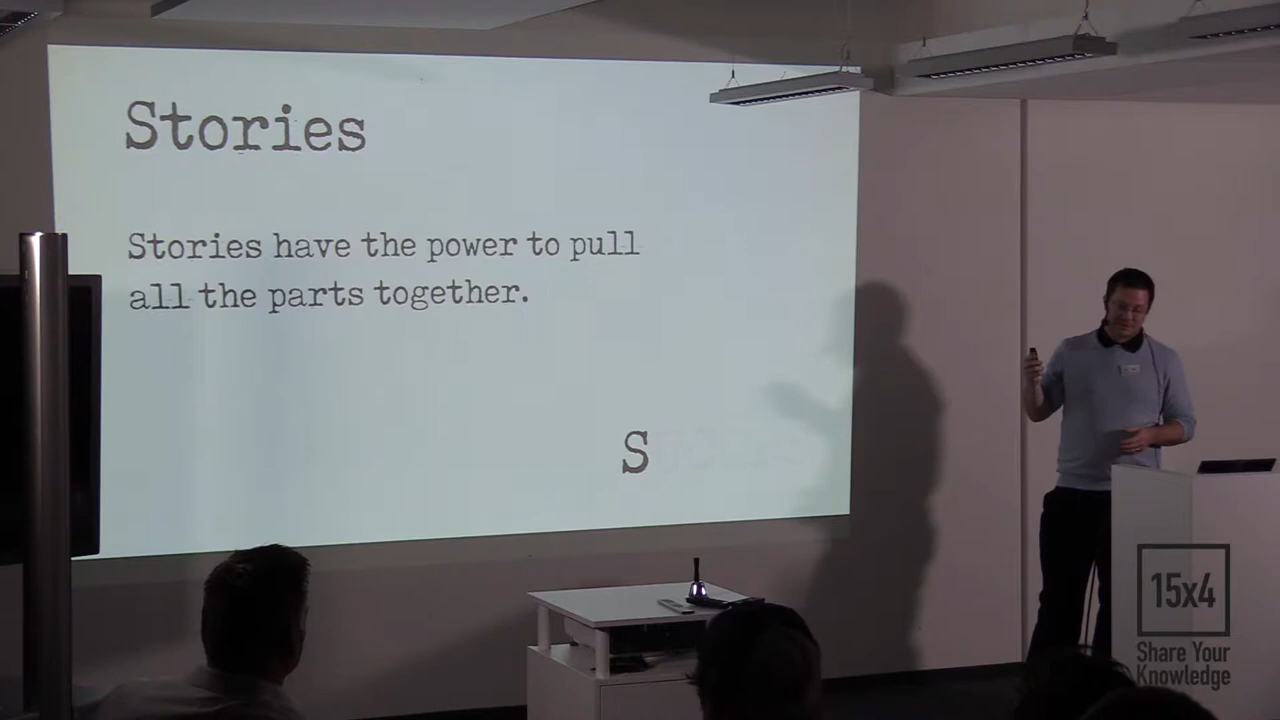 Stories
Stories have the power to pull
all the parts together.
S
15x4
Share Your
Knowledge